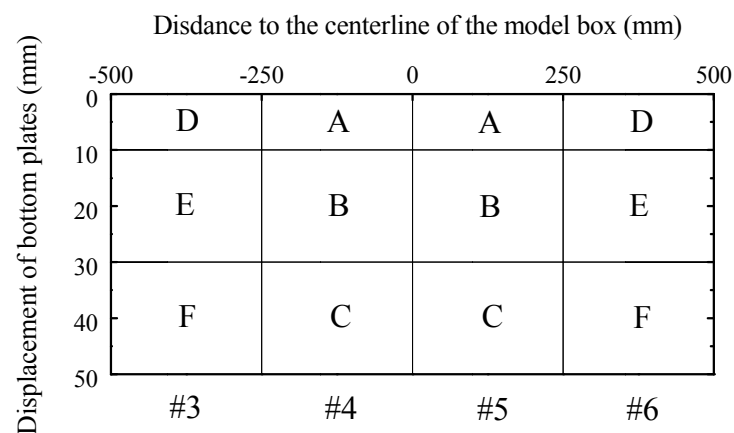 Disdance to the centerline of the model box (mm)
-500 -250 0 250 500
Displacement of bottom plates (mm)
0
D A A D
10
E B B E
20
30
F C C F
40
50
#3 #4 #5 #6